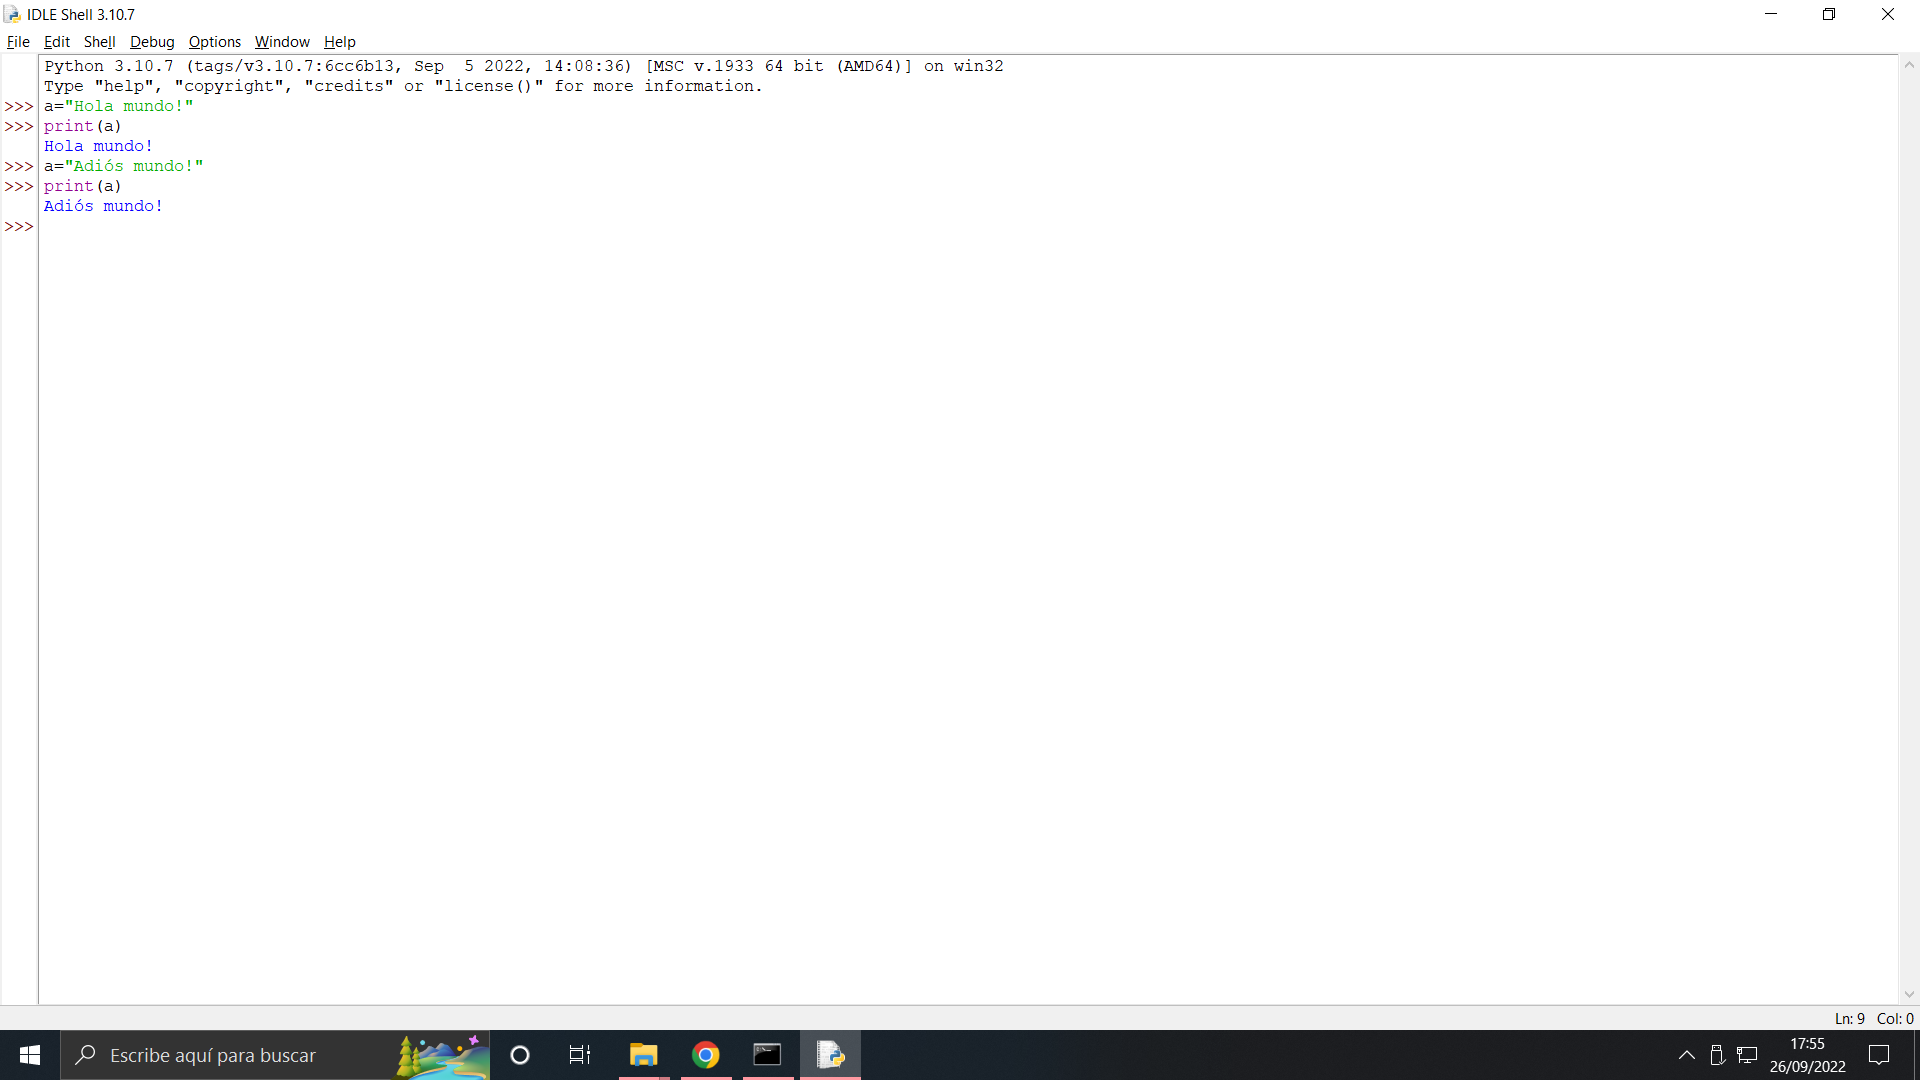 IDLE Shell 3.10.7
File Edit Shell Debug Options Window Help
Python 3.10.7 (tags/v3.10.7:6cc6b13, Sep  5 2022, 14:08:36) [MSC v.1933 64 bit (AMD64)] on win32
Type "help", "copyright", "credits" or "license()" for more information.
>>> a="Hola mundo!"
>>> print(a)
Hola mundo!
>>> a="Adiós mundo!"
>>> print(a)
Adiós mundo!
>>>
Ln: 9 Col: 0
Escribe aquí para buscar
17:55
26/09/2022